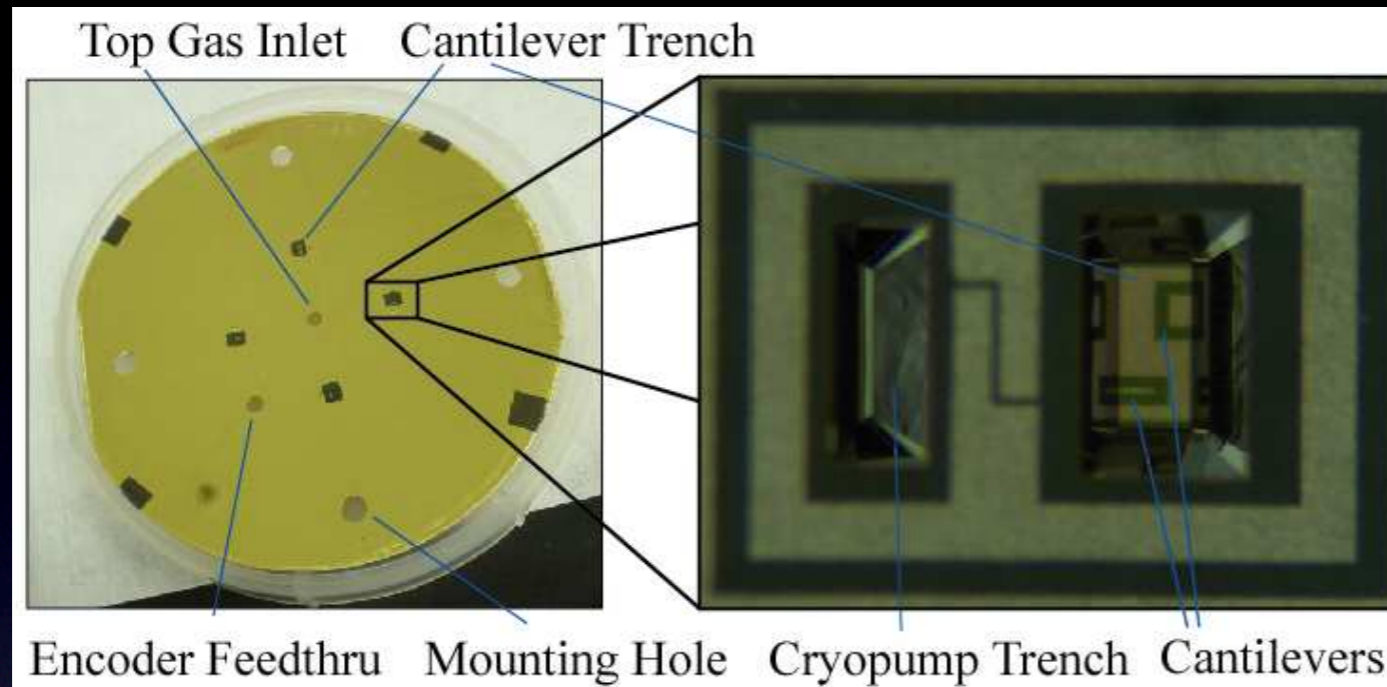 Top Gas Inlet
Cantilever Trench
Encoder Feedthru
Mounting Hole
Cryopump Trench
Cantilevers